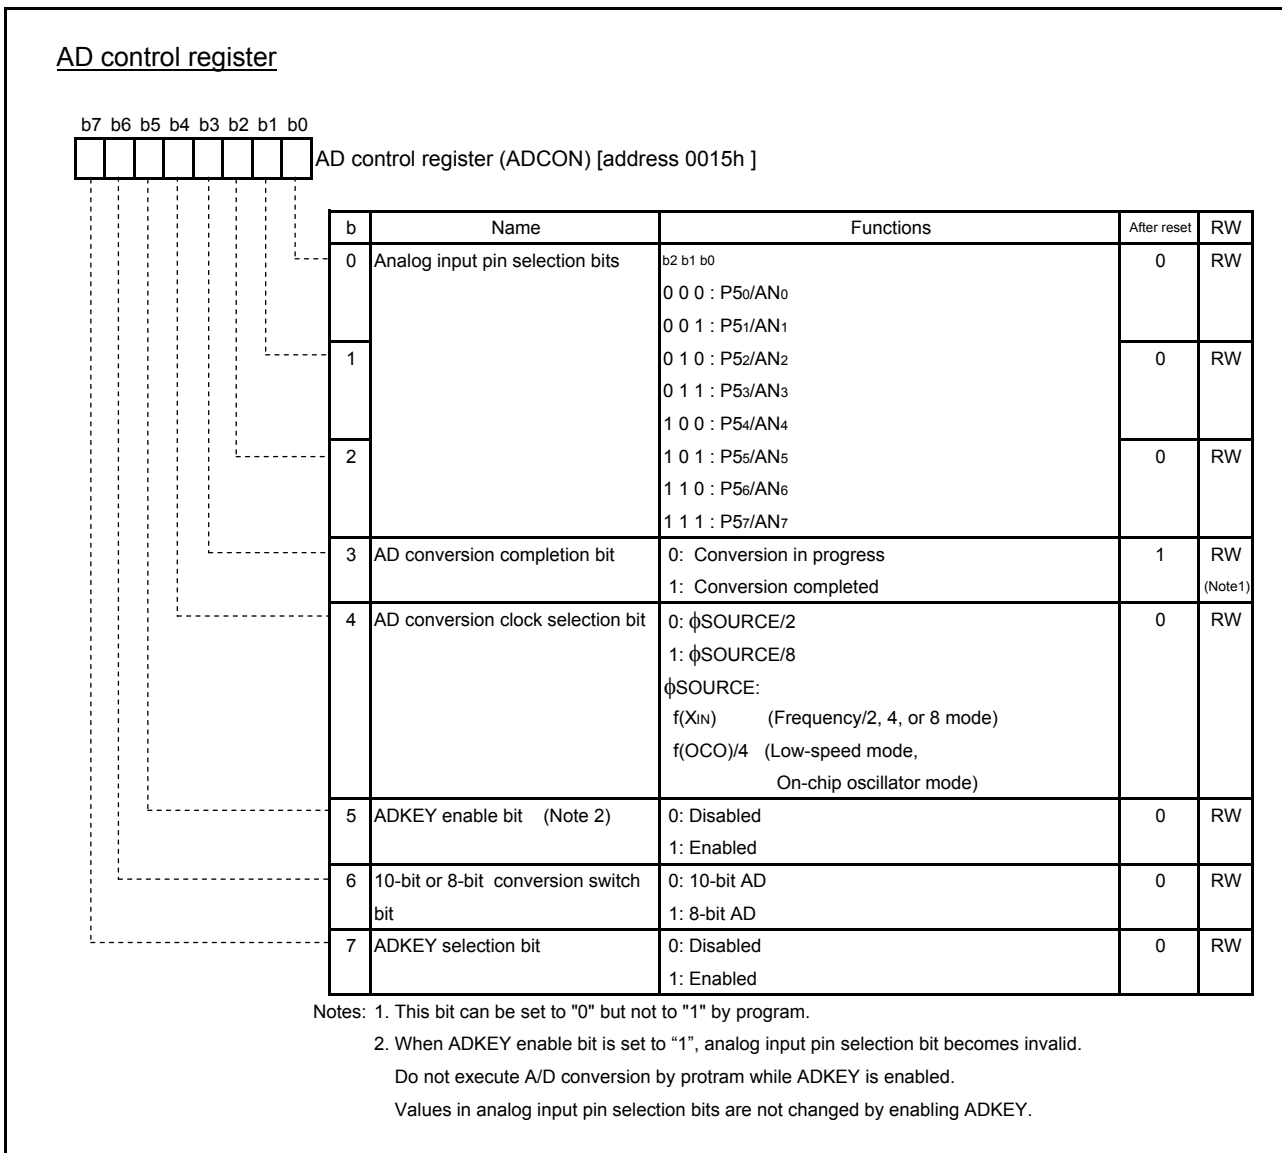 AD control register
b7 b6 b5 b4 b3 b2 b1 b0
AD control register (ADCON) [address 0015h ]
b Name Functions After reset RW
0 Analog input pin selection bits b2 b1 b0 0 RW
0 0 0 : P50/AN0
0 0 1 : P51/AN1
1 0 1 0 : P52/AN2 0 RW
0 1 1 : P53/AN3
1 0 0 : P54/AN4
2 1 0 1 : P55/AN5 0 RW
1 1 0 : P56/AN6
1 1 1 : P57/AN7
3 AD conversion completion bit 0: Conversion in progress 1 RW
1: Conversion completed (Note1)
4 AD conversion clock selection bit 0: ϕSOURCE/2 0 RW
1: ϕSOURCE/8
ϕSOURCE:
f(XIN) (Frequency/2, 4, or 8 mode)
f(OCO)/4 (Low-speed mode,
On-chip oscillator mode)
5 ADKEY enable bit (Note 2) 0: Disabled 0 RW
1: Enabled
6 10-bit or 8-bit conversion switch 0: 10-bit AD 0 RW
bit 1: 8-bit AD
7 ADKEY selection bit 0: Disabled 0 RW
1: Enabled
Notes: 1. This bit can be set to "0" but not to "1" by program.
2. When ADKEY enable bit is set to “1”, analog input pin selection bit becomes invalid.
Do not execute A/D conversion by protram while ADKEY is enabled.
Values in analog input pin selection bits are not changed by enabling ADKEY.